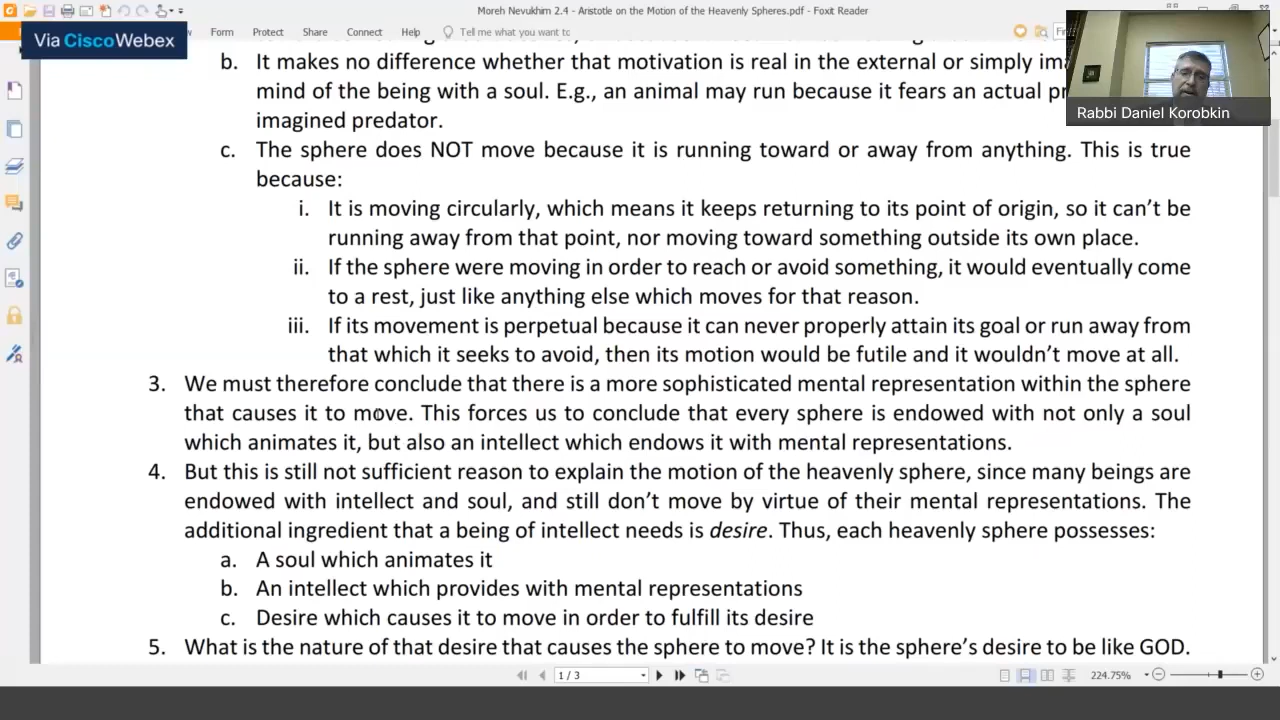 Moreh Nevukhim 2.4 - Aristotle on the Motion of the Heavenly Spheres.pdf - Foxit Reader
Via CiscoWebex
Form Protect Share Connect Help Tell me what you want to
Rabbi Daniel Korobkin
b. It makes no difference whether that motivation is real in the external or simply
mind of the being with a soul. E.g., an animal may run because it fears an actual
imagined predator.
c. The sphere does NOT move because it is running toward or away from anything. This is true
because:
i. It is moving circularly, which means it keeps returning to its point of origin, so it can't be
running away from that point, nor moving toward something outside its own place.
ii. If the sphere were moving in order to reach or avoid something, it would eventually come
to a rest, just like anything else which moves for that reason.
iii. If its movement is perpetual because it can never properly attain its goal or run away from
that which it seeks to avoid, then its motion would be futile and it wouldn't move at all.
3. We must therefore conclude that there is a more sophisticated mental representation within the sphere
that causes it to move. This forces us to conclude that every sphere is endowed with not only a soul
which animates it, but also an intellect which endows it with mental representations.
4. But this is still not sufficient reason to explain the motion of the heavenly sphere, since many beings are
endowed with intellect and soul, and still don't move by virtue of their mental representations. The
additional ingredient that a being of intellect needs is desire. Thus, each heavenly sphere possesses:
a. A soul which animates it
b. An intellect which provides with mental representations
c. Desire which causes it to move in order to fulfill its desire
5. What is the nature of that desire that causes the sphere to move? It is the sphere's desire to be like GOD.
1 / 3
224.75%